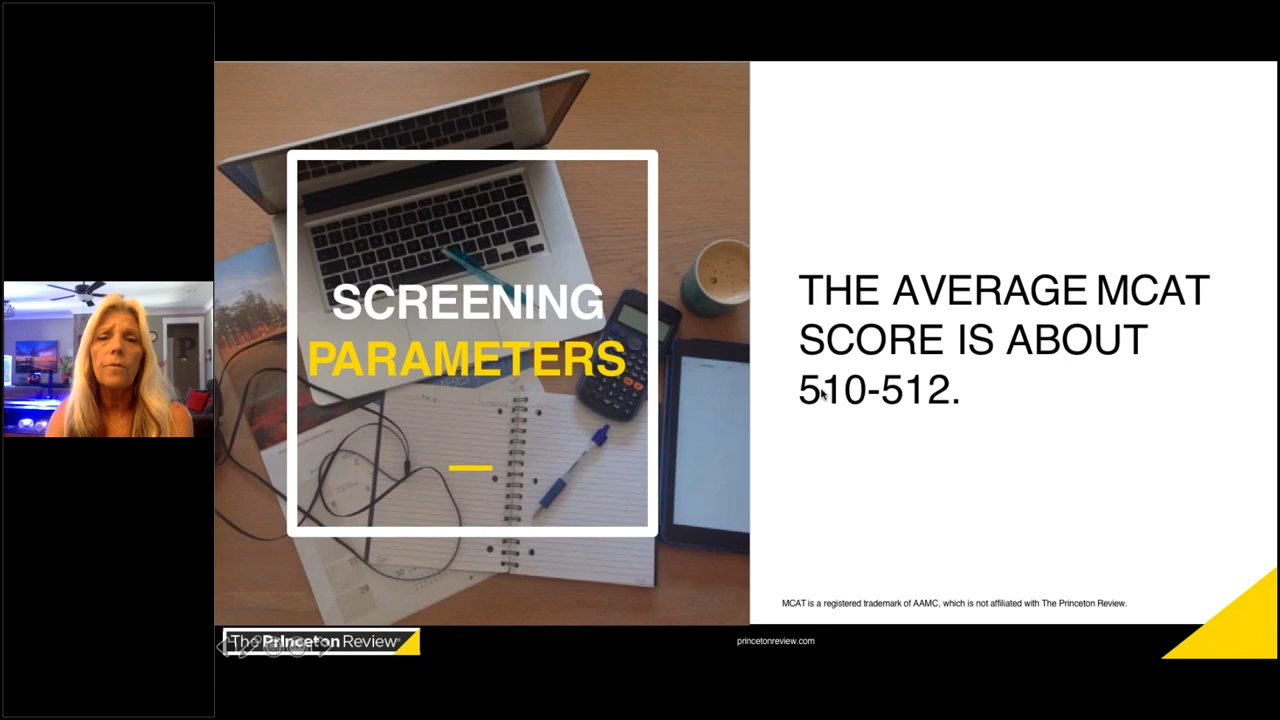 SCREENING
PARAMETERS
THE AVERAGE MCAT
SCORE IS ABOUT
510-512.
MCAT is a registered trademark of AAMC, which is not affiliated with The Princeton Review.
The Princeton Review
princetonreview.com